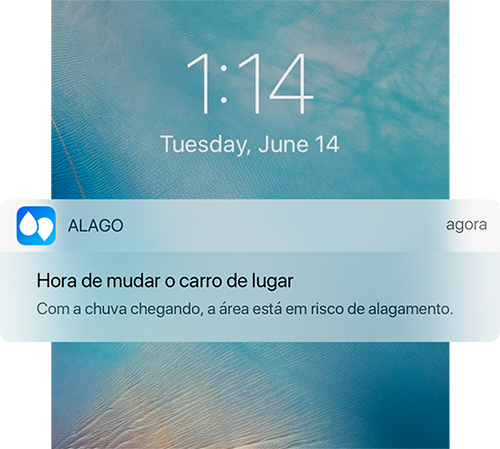 1:14
Tuesday, June 14
ALAGO agora
Hora de mudar o carro de lugar
Com a chuva chegando, a área está em risco de alagamento.